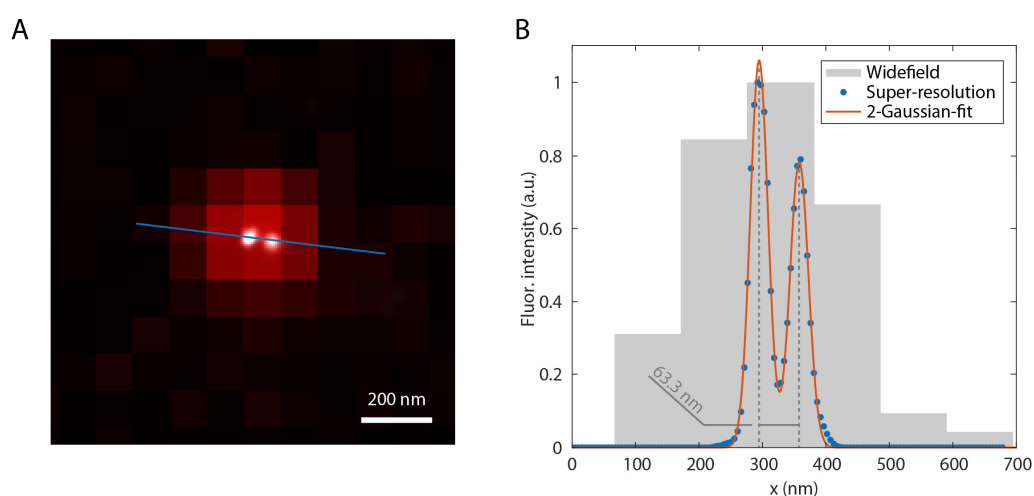 A
200 nm
B
Fluor. intensity (a.u.)
1
0.8
0.6
0.4
0.2
0
0 100 200 300 400 500 600 700
x (nm)
Widefield
Super-resolution
2-Gaussian-fit
63.3 nm